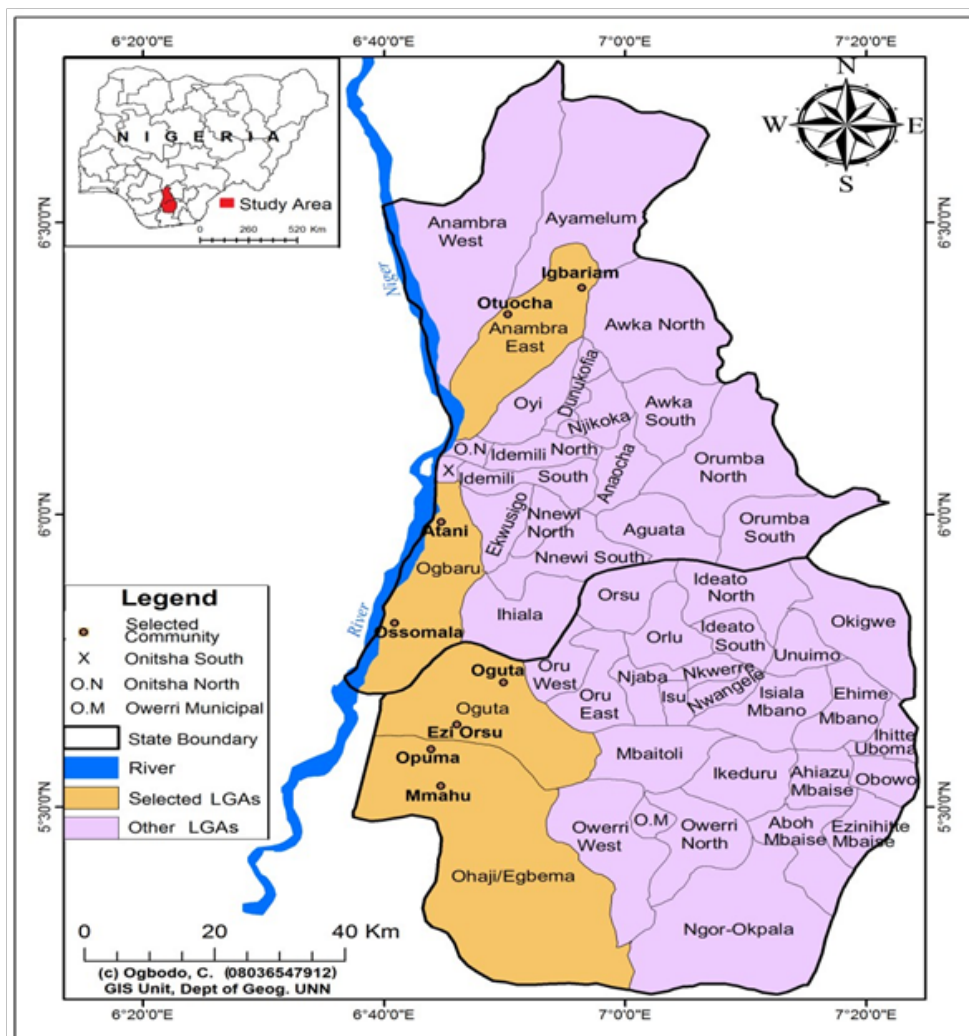 6°20'0"E
6°40'0"E
7°0'0"E
7°20'0"E
NIGERIA
Study Area
0 260 520 Km
N
W
E
S
6°30'0"N
6°30'0"N
Anambra
West
Ayamelum
Niger
Igbariam
Otuocha
Anambra
East
Awka North
Dunukofia
Oyi
Awka
South
Njikoka
O.N
Idemili North
Orumba
North
X
Idemili South
Anaocha
6°0'0"N
6°0'0"N
Ekwusigo
Nnewi
North
Aguata
Orumba
South
Atani
Nnewi South
Ogbaru
Ihiala
River
Ossomala
Orsu
Ideato
North
Okigwe
Orlu
Ideato
South
Unuimo
Oguta
Oru
West
Njaba
Nkwerre
Isu
Nwangele
Oru
East
Isiala
Mbano
Ehime
Mbano
Oguta
Ezi Orsu
Ihitte
Uboma
Opuma
Mbaitoli
Ikeduru
Ahiazu
Mbaise
Obowo
Mmahu
5°30'0"N
5°30'0"N
Owerri
West
O.M
Owerri
North
Aboh
Mbaise
Ezinihitte
Mbaise
Ohaji/Egbema
Ngor-Okpala
Legend
Selected
Community
X Onitsha South
O.N Onitsha North
O.M Owerri Municipal
State Boundary
River
Selected LGAs
Other LGAs
0 20 40 Km
(c) Ogbodo, C. (08036547912)
GIS Unit, Dept of Geog. UNN
6°20'0"E
6°40'0"E
7°0'0"E
7°20'0"E